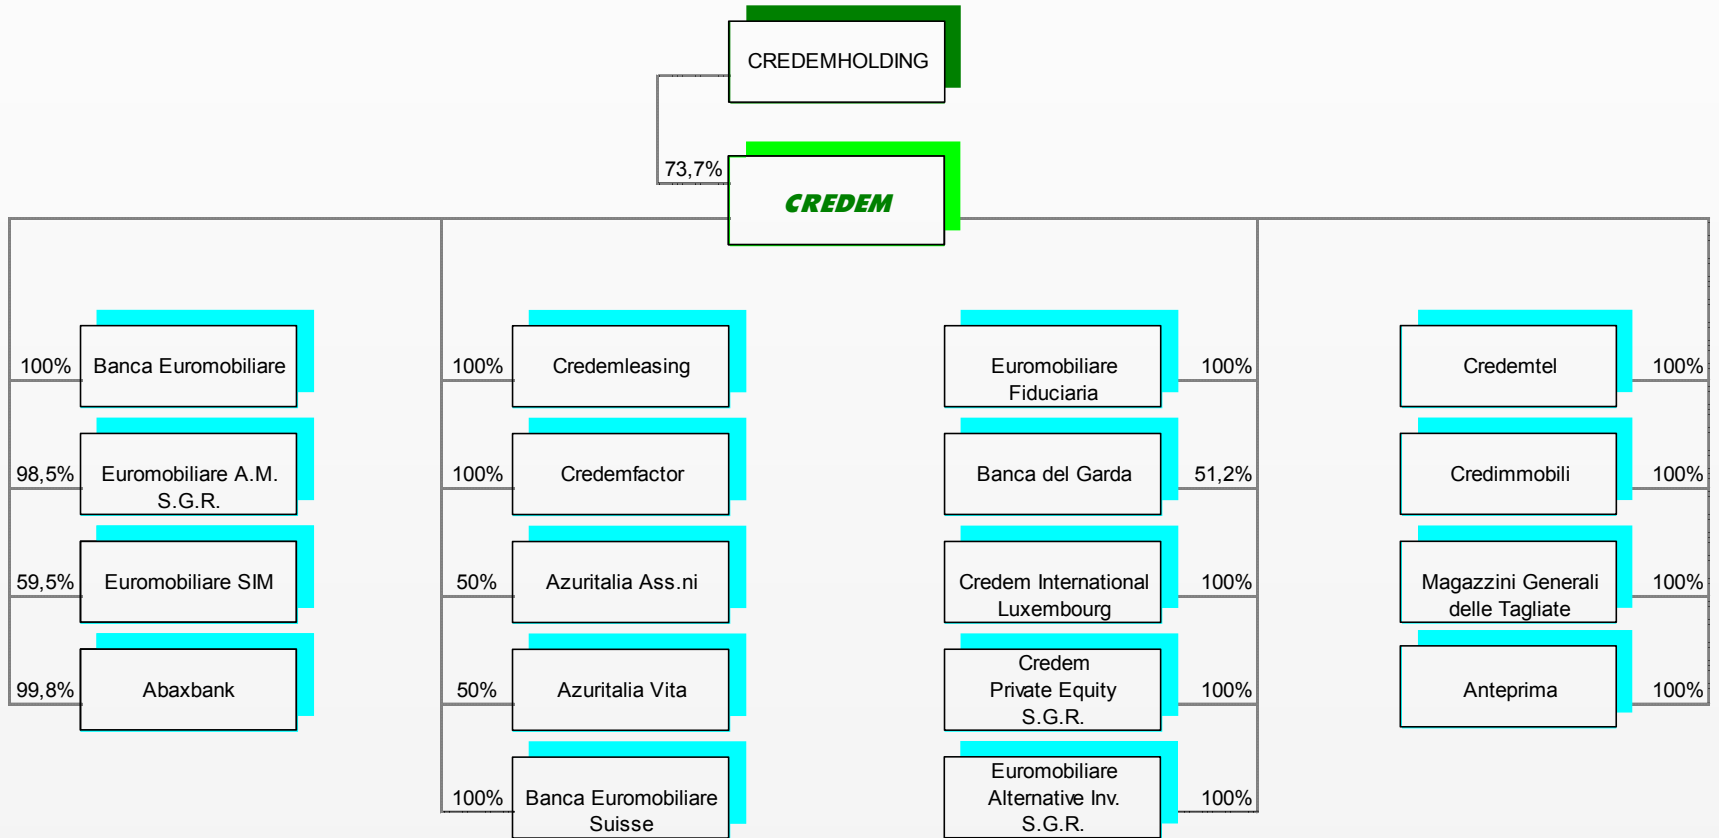 CREDEMHOLDING
73,7%
CREDEM
100%
Banca Euromobiliare
98,5%
Euromobiliare A.M.
S.G.R.
59,5%
Euromobiliare SIM
99,8%
Abaxbank
100%
Credemleasing
100%
Credemfactor
50%
Azuritalia Ass.ni
50%
Azuritalia Vita
100%
Banca Euromobiliare
Suisse
Euromobiliare
Fiduciaria
100%
Banca del Garda
51,2%
Credem International
Luxembourg
100%
Credem
Private Equity
S.G.R.
100%
Euromobiliare
Alternative Inv.
S.G.R.
100%
Credemtel
100%
Credimmobili
100%
Magazzini Generali
delle Tagliate
100%
Anteprima
100%